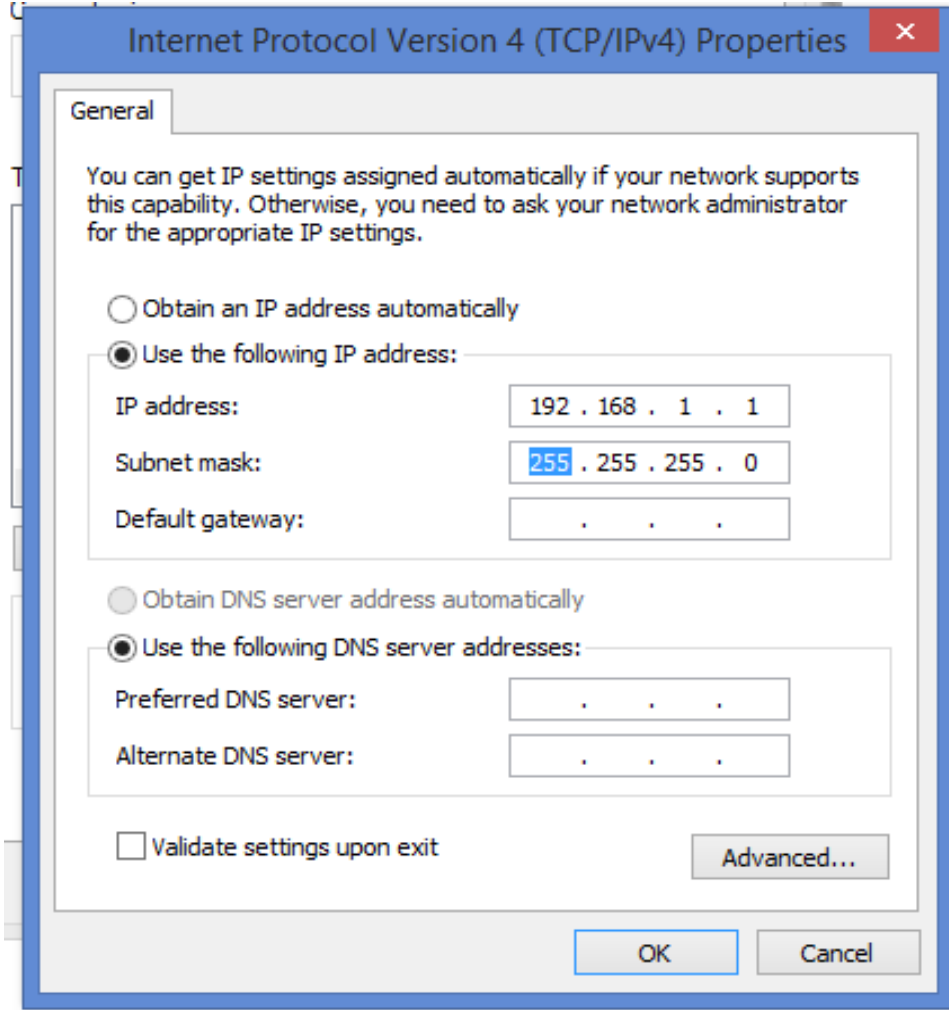 Internet Protocol Version 4 (TCP/IPv4) Properties
General
You can get IP settings assigned automatically if your network supports
this capability. Otherwise, you need to ask your network administrator
for the appropriate IP settings.
Obtain an IP address automatically
Use the following IP address:
IP address: 192 . 168 . 1 . 1
Subnet mask: 255 . 255 . 255 . 0
Default gateway: . . .
Obtain DNS server address automatically
Use the following DNS server addresses:
Preferred DNS server: . . .
Alternate DNS server: . . .
Validate settings upon exit
Advanced...
OK Cancel